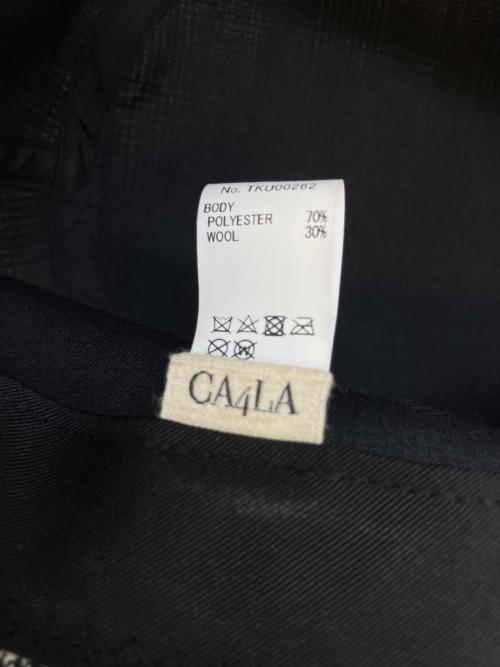 No. TKU00262
BODY
POLYESTER 70%
WOOL 30%
CA4LA